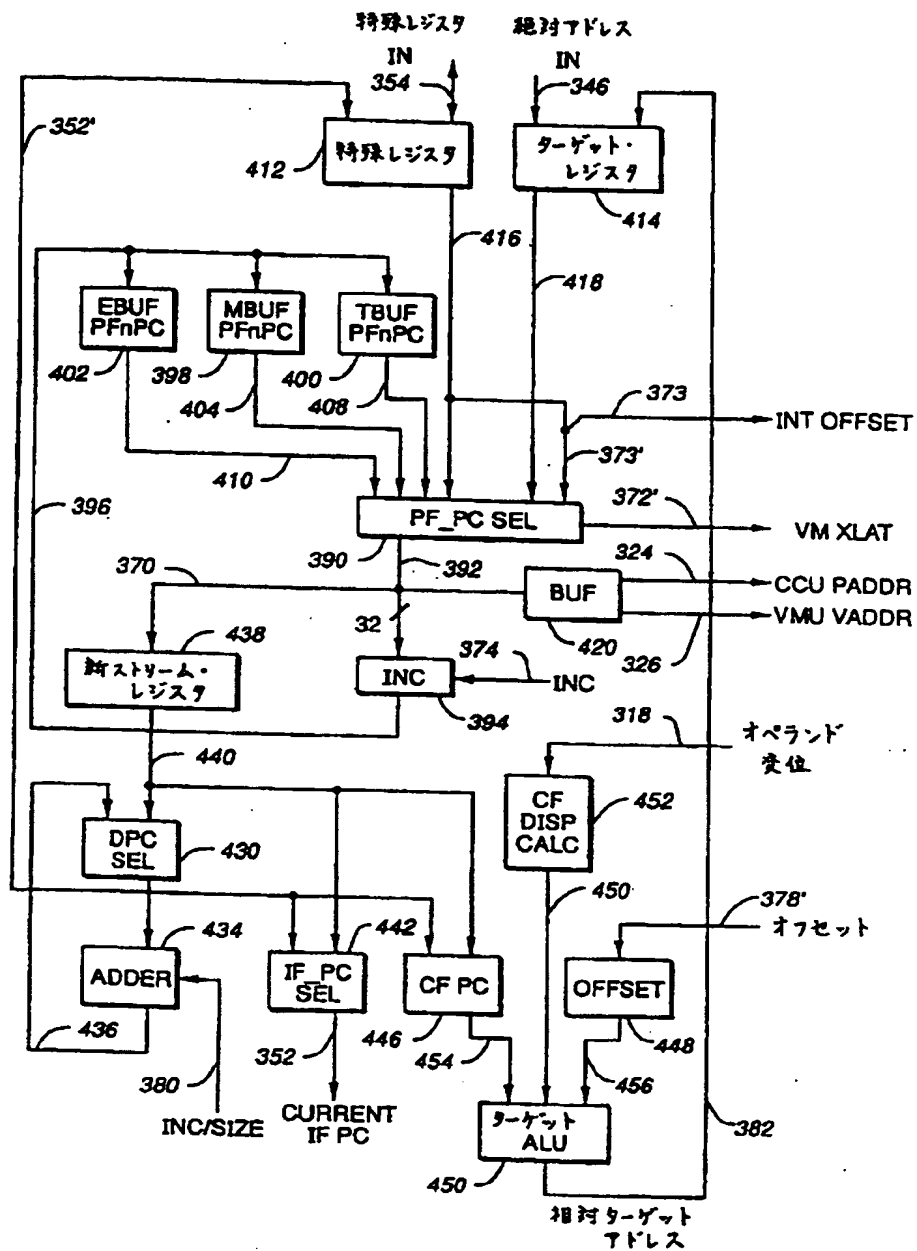 特殊レジスタ
IN
354
絶対アドレス
IN
346
352'
412
特殊レジスタ
ターゲット・
レジスタ
414
416
418
EBUF
PFnPC
402
MBUF
PFnPC
398
TBUF
PFnPC
400
404
408
410
396
373
INT OFFSET
373'
372'
PF_PC SEL
VM XLAT
390
392
370
324
BUF
CCU PADDR
VMU VADDR
420
326
32
438
新ストリーム・
レジスタ
374
INC
INC
394
318
オペランド
変位
440
CF
DISP
CALC
452
DPC
SEL
430
450
378'
オフセット
434
442
ADDER
IF_PC
SEL
CF PC
OFFSET
436
446
448
352
454
456
380
INC/SIZE
CURRENT
IF PC
ターゲット
ALU
382
450
相対ターゲット
アドレス